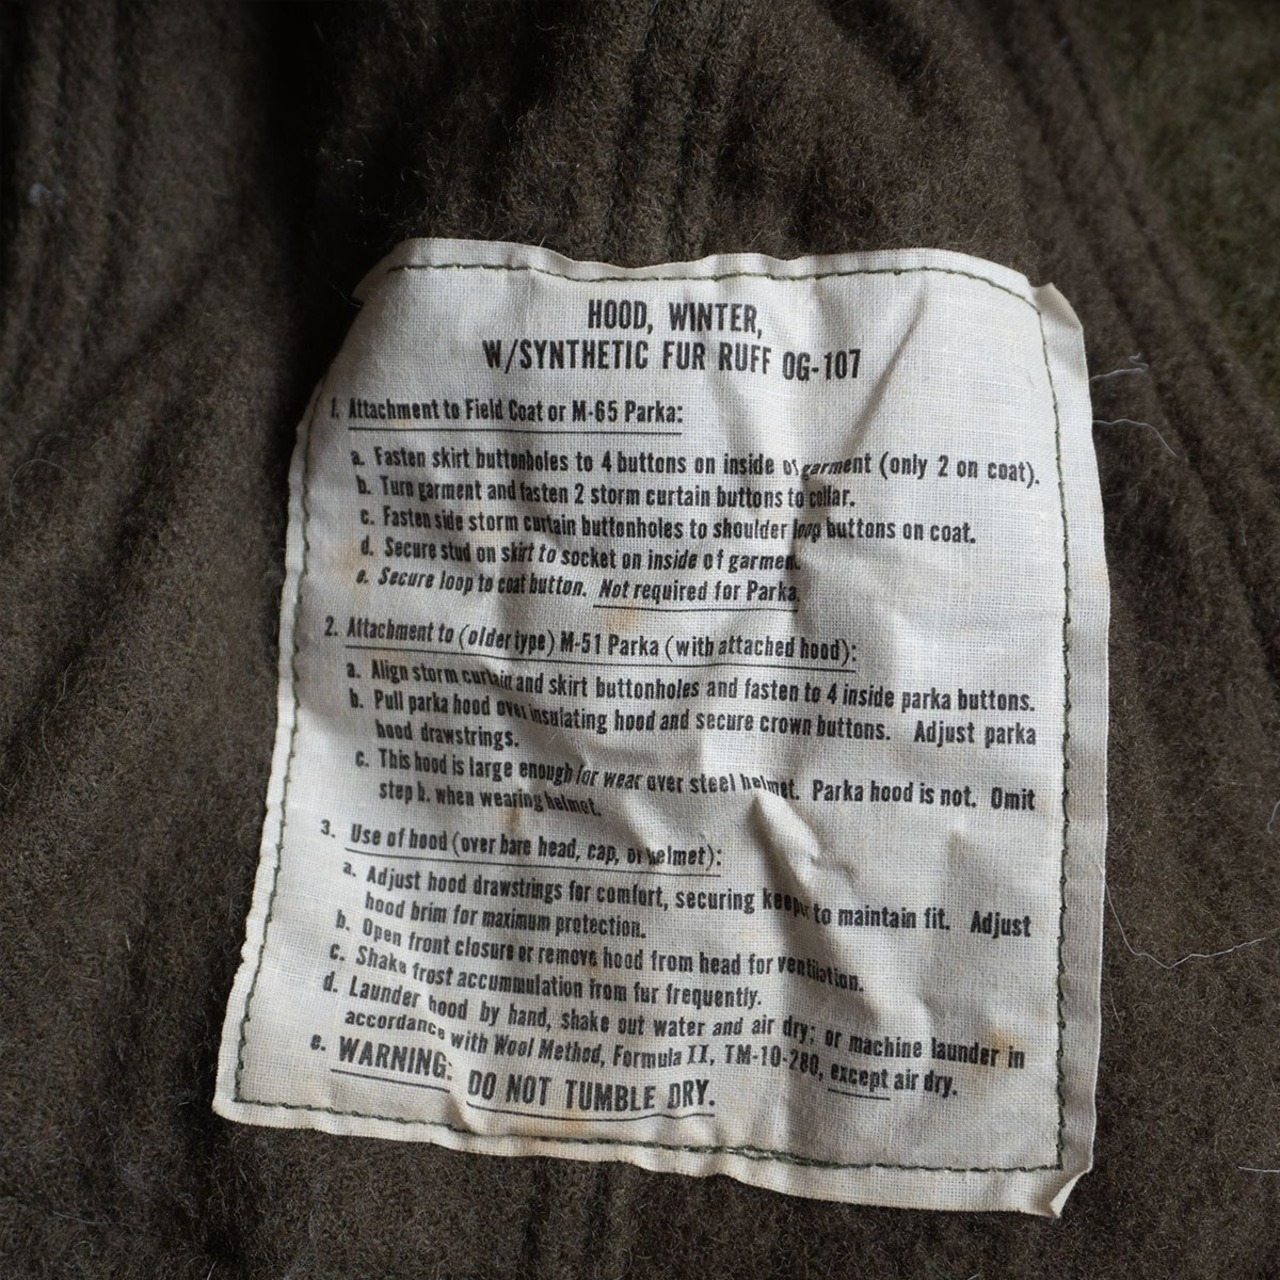 HOOD, WINTER,
W/SYNTHETIC FUR RUFF OG-107
1. Attachment to Field Coat or M-65 Parka:
a. Fasten skirt buttonholes to 4 buttons on inside of garment (only 2 on coat).
b. Turn garment and fasten 2 storm curtain buttons to collar.
c. Fasten side storm curtain buttonholes to shoulder loop buttons on coat.
d. Secure stud on skirt to socket on inside of garment.
e. Secure loop to coat button. Not required for Parka.
2. Attachment to (older type) M-51 Parka (with attached hood):
a. Align storm curtain and skirt buttonholes and fasten to 4 inside parka buttons.
b. Pull parka hood over insulating hood and secure crown buttons. Adjust parka
hood drawstrings.
c. This hood is large enough for wear over steel helmet. Parka hood is not. Omit
step b. when wearing helmet.
3. Use of hood (over bare head, cap, or helmet):
a. Adjust hood drawstrings for comfort, securing keeper to maintain fit. Adjust
hood brim for maximum protection.
b. Open front closure or remove hood from head for ventilation.
c. Shake frost accummulation from fur frequently.
d. Launder hood by hand, shake out water and air dry; or machine launder in
accordance with Wool Method, Formula II, TM-10-280, except air dry.
e. WARNING: DO NOT TUMBLE DRY.